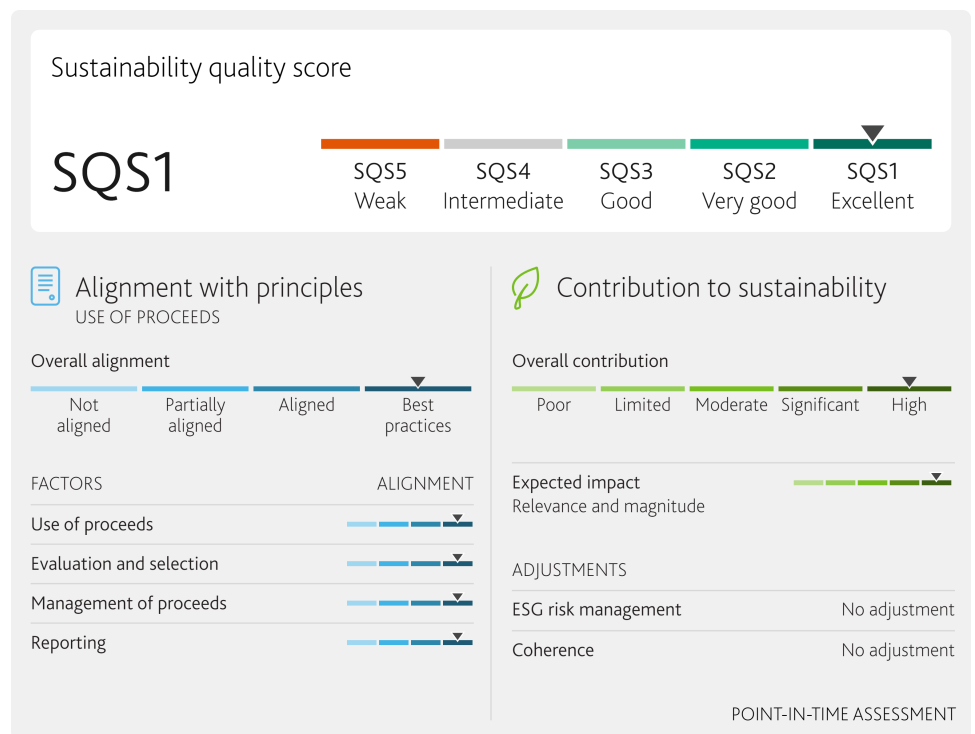 Sustainability quality score
SQS1
SQS5
SQS4
SQS3
SQS2
SQS1
Weak
Intermediate
Good
Very good
Excellent
Alignment with principles
USE OF PROCEEDS
Overall alignment
Not
aligned
Partially
aligned
Aligned
Best
practices
FACTORS
ALIGNMENT
Use of proceeds
Evaluation and selection
Management of proceeds
Reporting
Contribution to sustainability
Overall contribution
Poor
Limited
Moderate
Significant
High
Expected impact
Relevance and magnitude
ADJUSTMENTS
ESG risk management
No adjustment
Coherence
No adjustment
POINT-IN-TIME ASSESSMENT